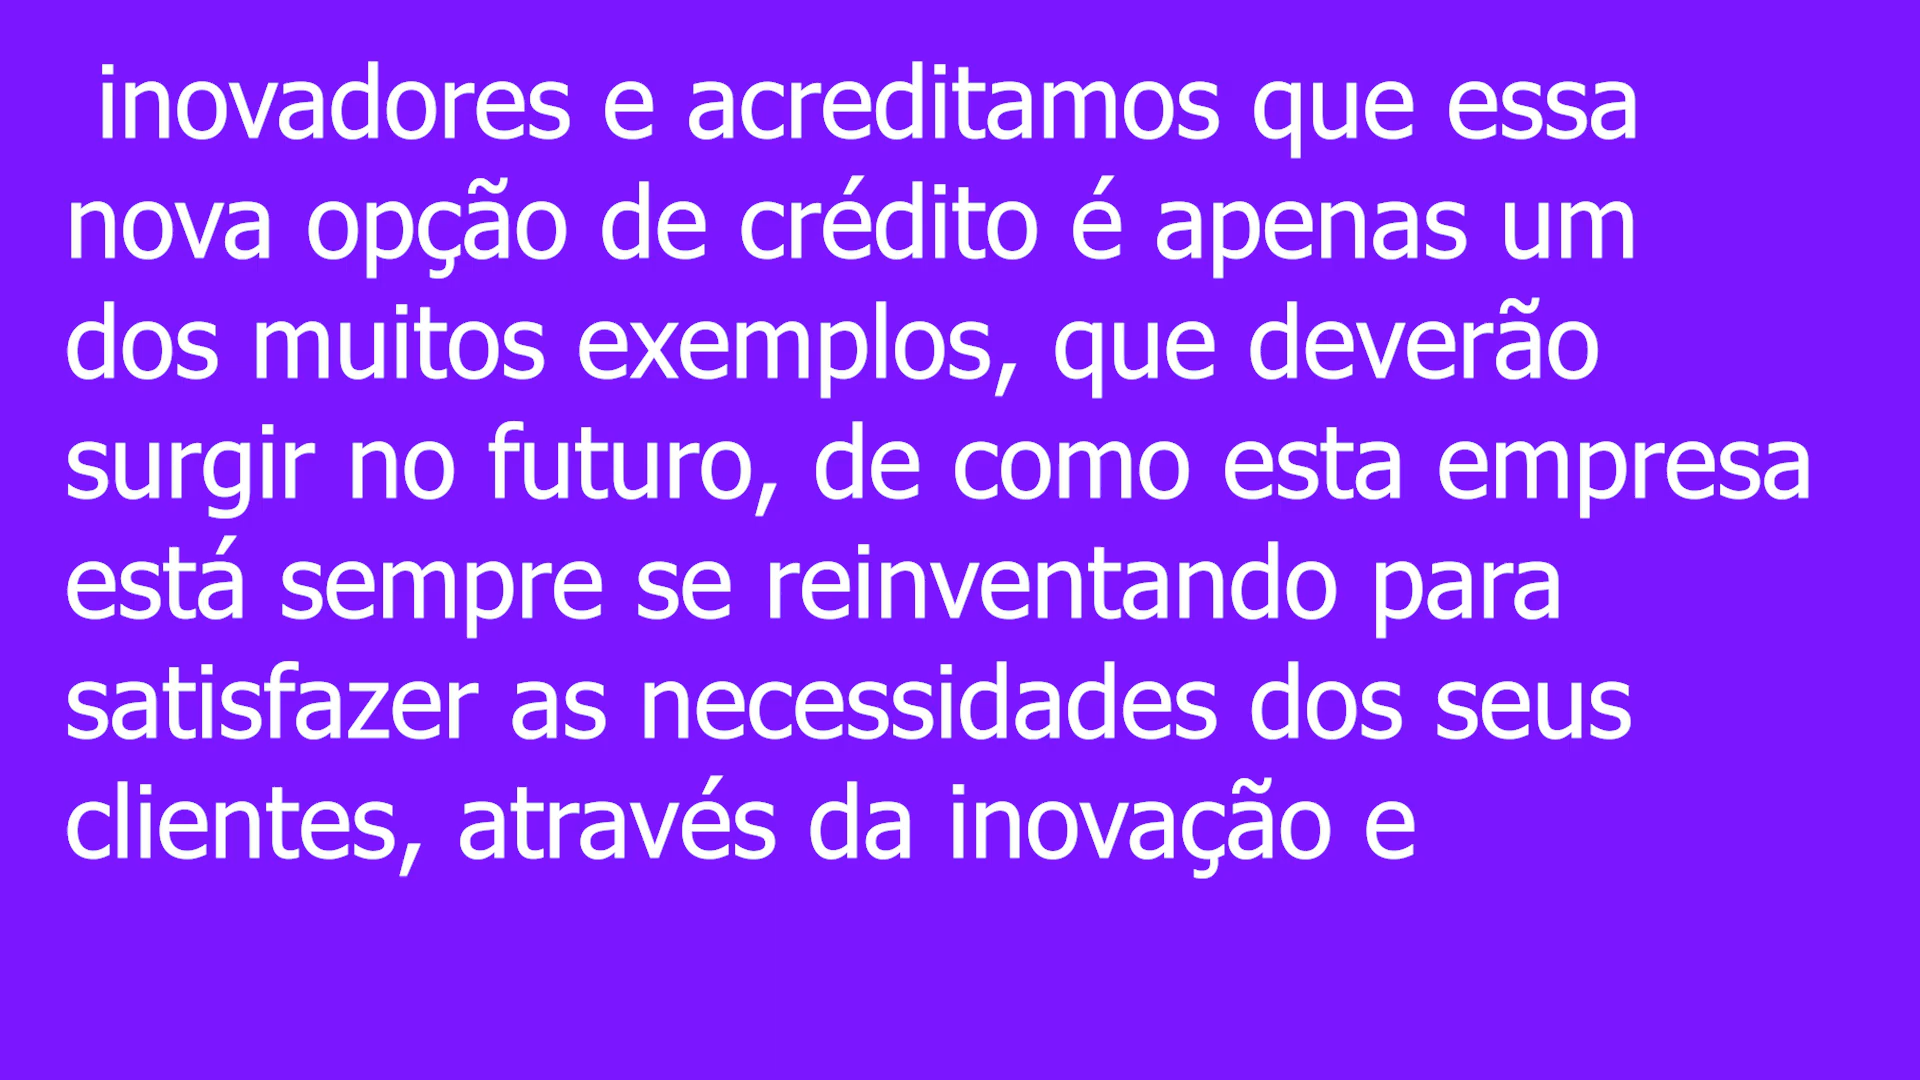 inovadores e acreditamos que essa
nova opção de crédito é apenas um
dos muitos exemplos, que deverão
surgir no futuro, de como esta empresa
está sempre se reinventando para
satisfazer as necessidades dos seus
clientes, através da inovação e